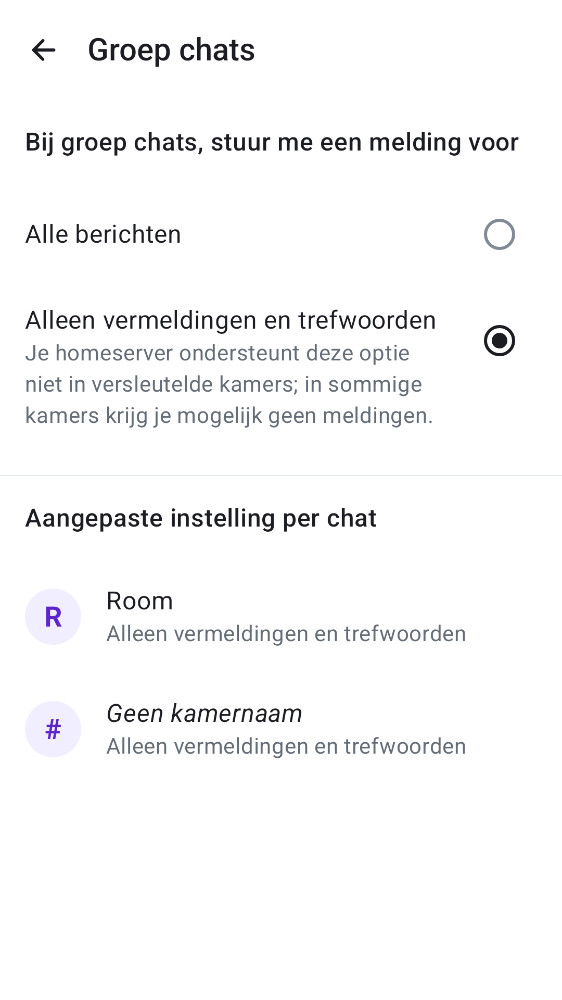 Groep chats
Bij groep chats, stuur me een melding voor
Alle berichten
Alleen vermeldingen en trefwoorden
Je homeserver ondersteunt deze optie
niet in versleutelde kamers; in sommige
kamers krijg je mogelijk geen meldingen.
Aangepaste instelling per chat
R
Room
Alleen vermeldingen en trefwoorden
#
Geen kamernaam
Alleen vermeldingen en trefwoorden